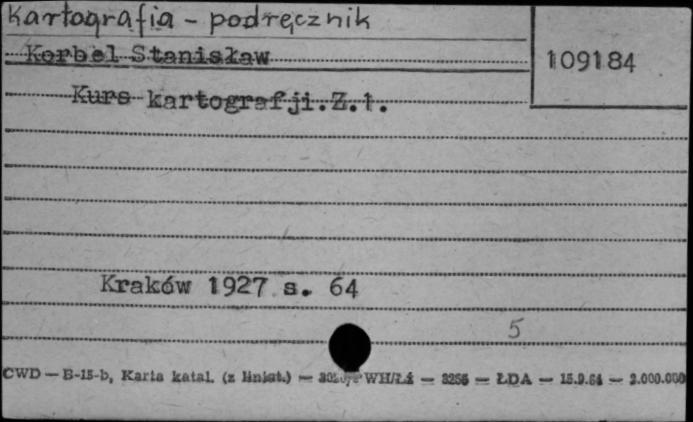 Kartografia - podręcznik
Korbel Stanisław
109184
Kurs kartografji.Z.1.
Kraków 1927 s. 64
5
CWD — B-15-b, Karta katal. (z liniat.) — WH/Łź — 3256 — ŁDA — 15.9.64 — 2.000.000